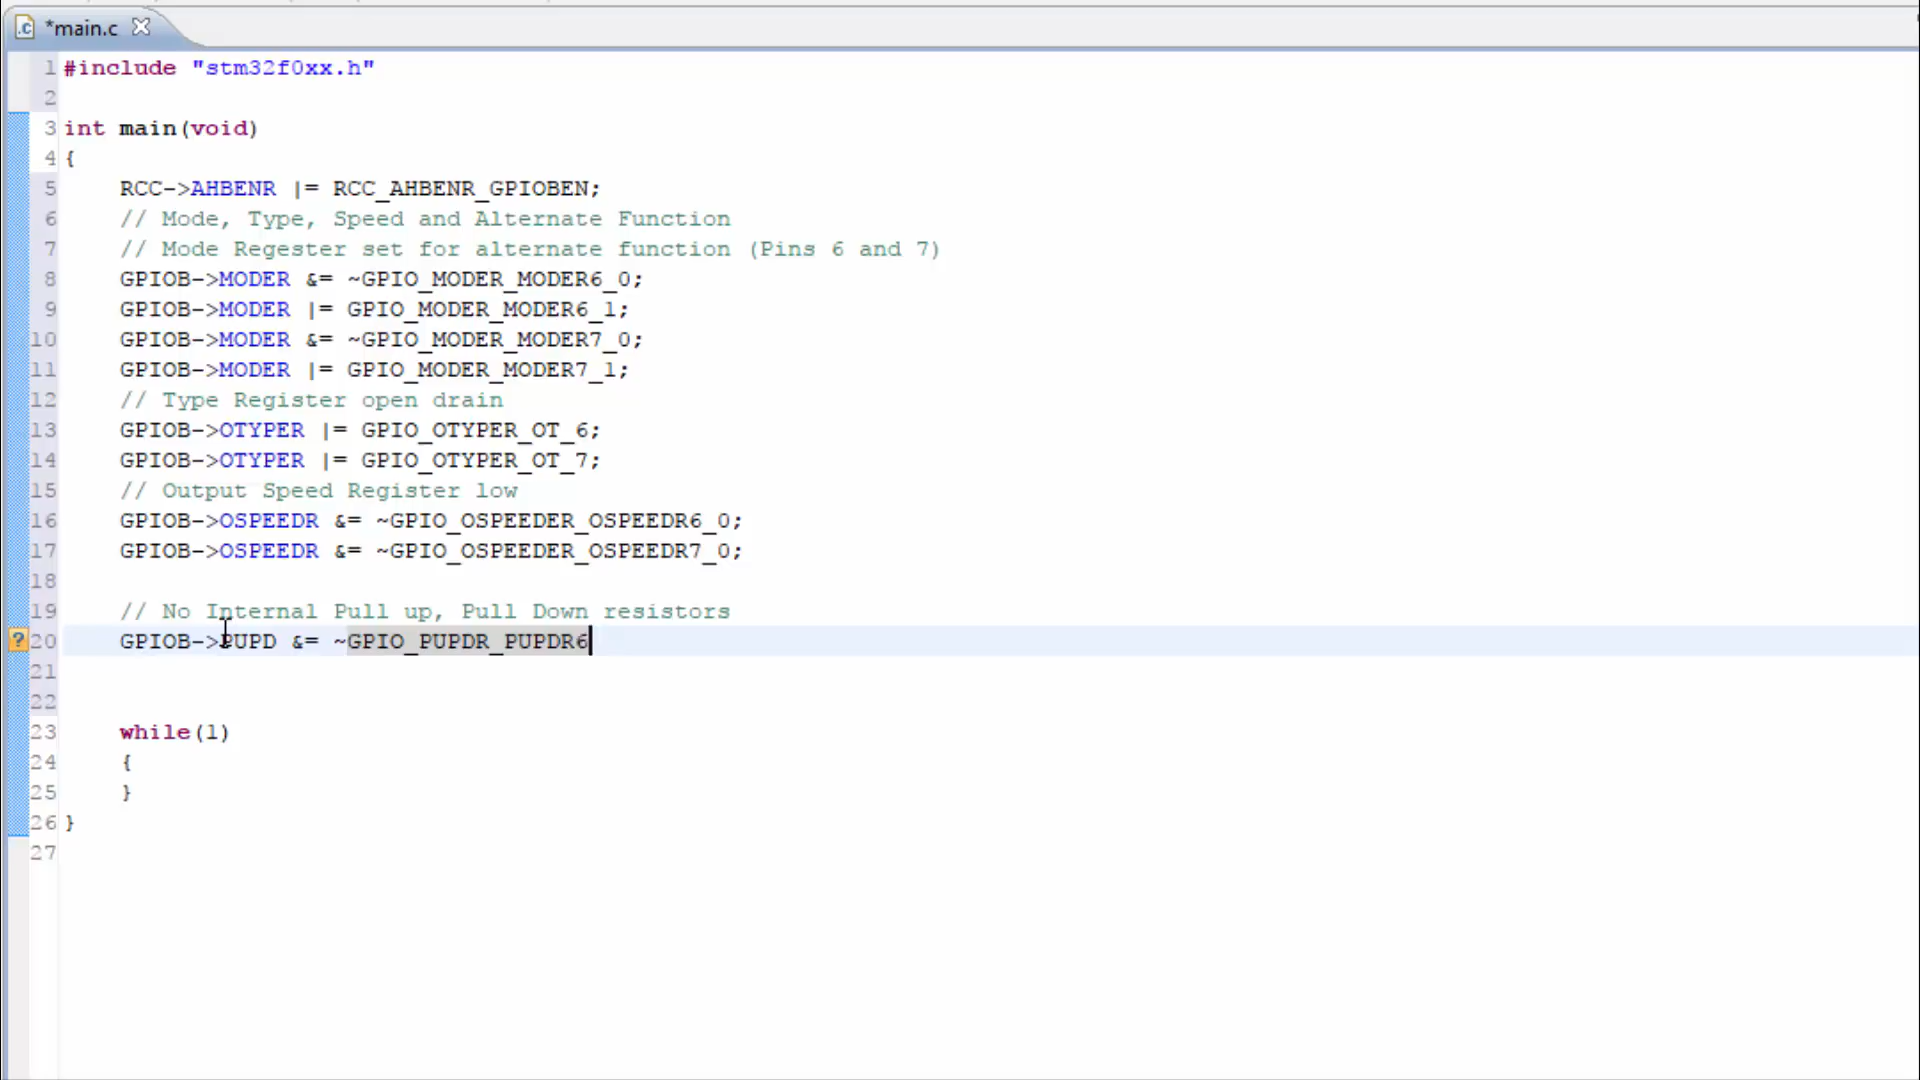 *main.c
1 #include "stm32f0xx.h"
2
3 int main(void)
4 {
5 RCC->AHBENR |= RCC_AHBENR_GPIOBEN;
6 // Mode, Type, Speed and Alternate Function
7 // Mode Regester set for alternate function (Pins 6 and 7)
8 GPIOB->MODER &= ~GPIO_MODER_MODER6_0;
9 GPIOB->MODER |= GPIO_MODER_MODER6_1;
10 GPIOB->MODER &= ~GPIO_MODER_MODER7_0;
11 GPIOB->MODER |= GPIO_MODER_MODER7_1;
12 // Type Register open drain
13 GPIOB->OTYPER |= GPIO_OTYPER_OT_6;
14 GPIOB->OTYPER |= GPIO_OTYPER_OT_7;
15 // Output Speed Register low
16 GPIOB->OSPEEDR &= ~GPIO_OSPEEDER_OSPEEDR6_0;
17 GPIOB->OSPEEDR &= ~GPIO_OSPEEDER_OSPEEDR7_0;
18
19 // No Internal Pull up, Pull Down resistors
20 GPIOB->PUPD &= ~GPIO_PUPDR_PUPDR6
21
22
23 while(1)
24 {
25 }
26 }
27